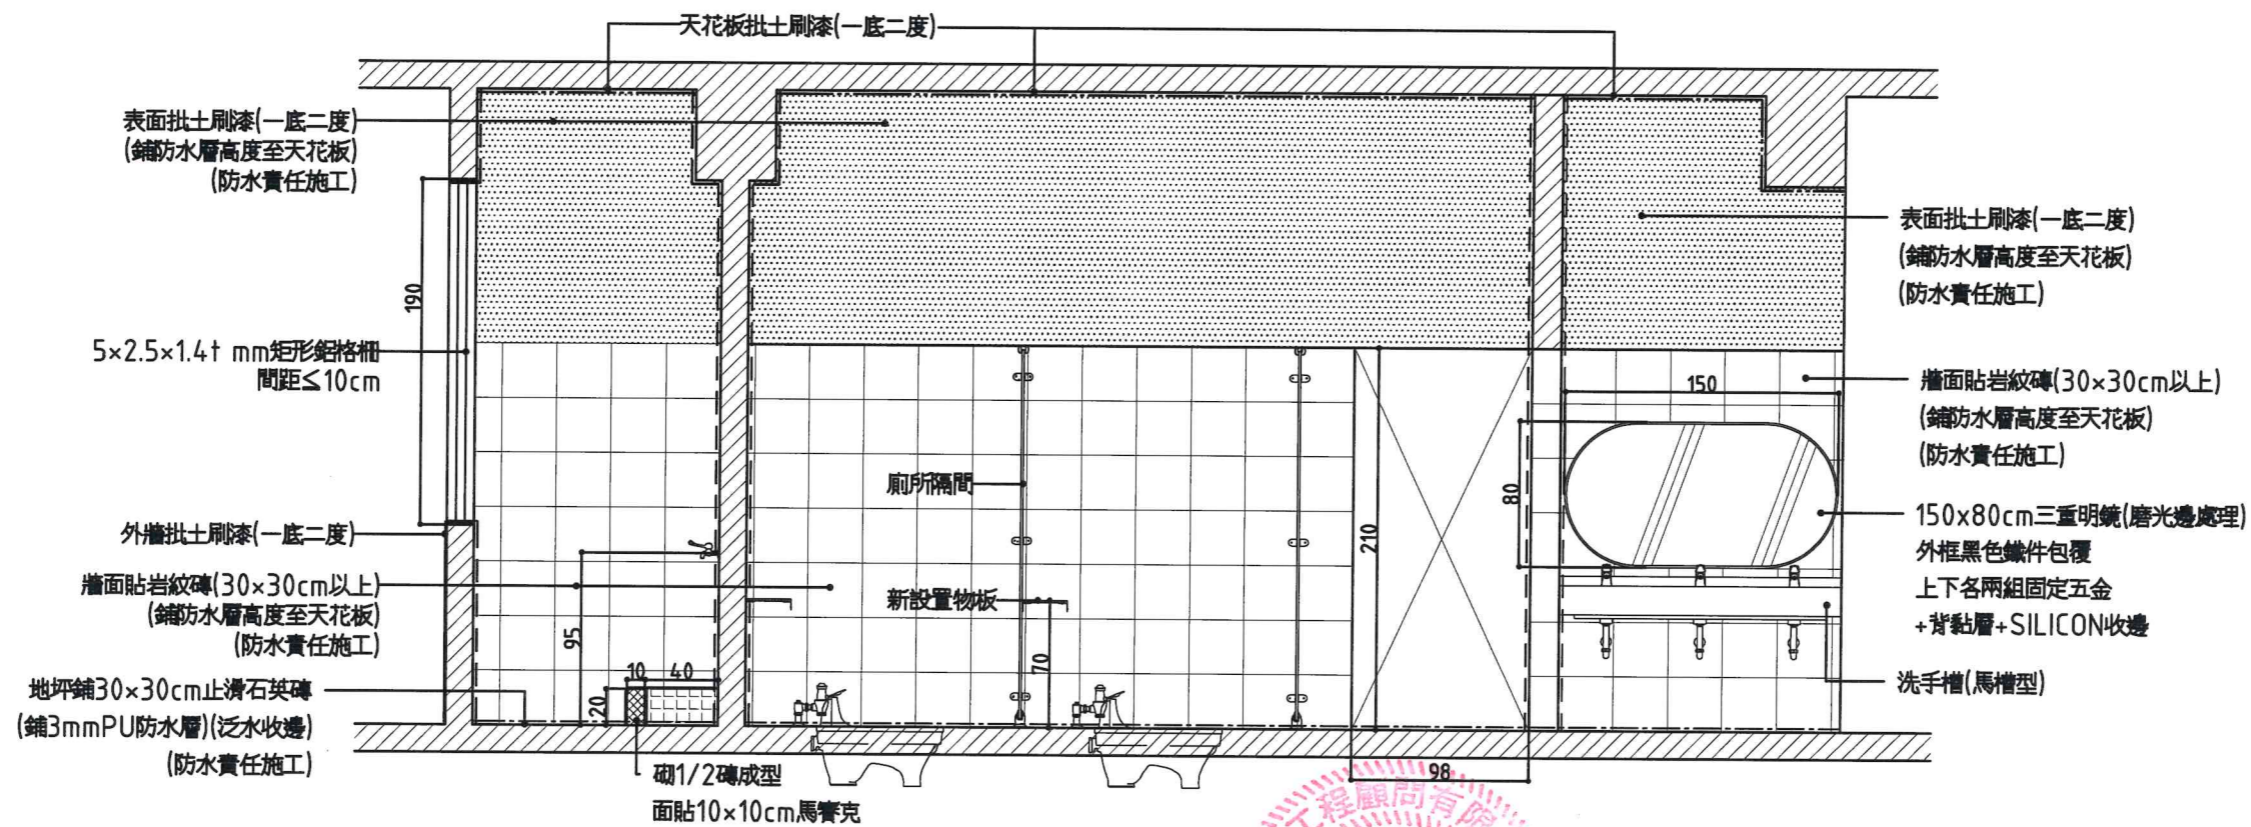 天花板批土刷漆(一底二度)
表面批土刷漆(一底二度)
(鋪防水層高度至天花板)
(防水責任施工)
190
5×2.5×1.4t mm矩形鋁格柵
間距≦10cm
外牆批土刷漆(一底二度)
牆面貼岩紋磚(30×30cm以上)
(鋪防水層高度至天花板)
(防水責任施工)
地坪鋪30×30cm止滑石英磚
(鋪3mmPU防水層)(泛水收邊)
(防水責任施工)
95
10
40
20
砌1/2磚成型
面貼10×10cm馬賽克
廁所隔間
新設置物板
70
210
98
表面批土刷漆(一底二度)
(鋪防水層高度至天花板)
(防水責任施工)
牆面貼岩紋磚(30×30cm以上)
(鋪防水層高度至天花板)
(防水責任施工)
150
80
150x80cm三重明鏡(磨光邊處理)
外框黑色鐵件包覆
上下各兩組固定五金
+背黏層+SILICON收邊
洗手槽(馬槽型)
工程顧問有限